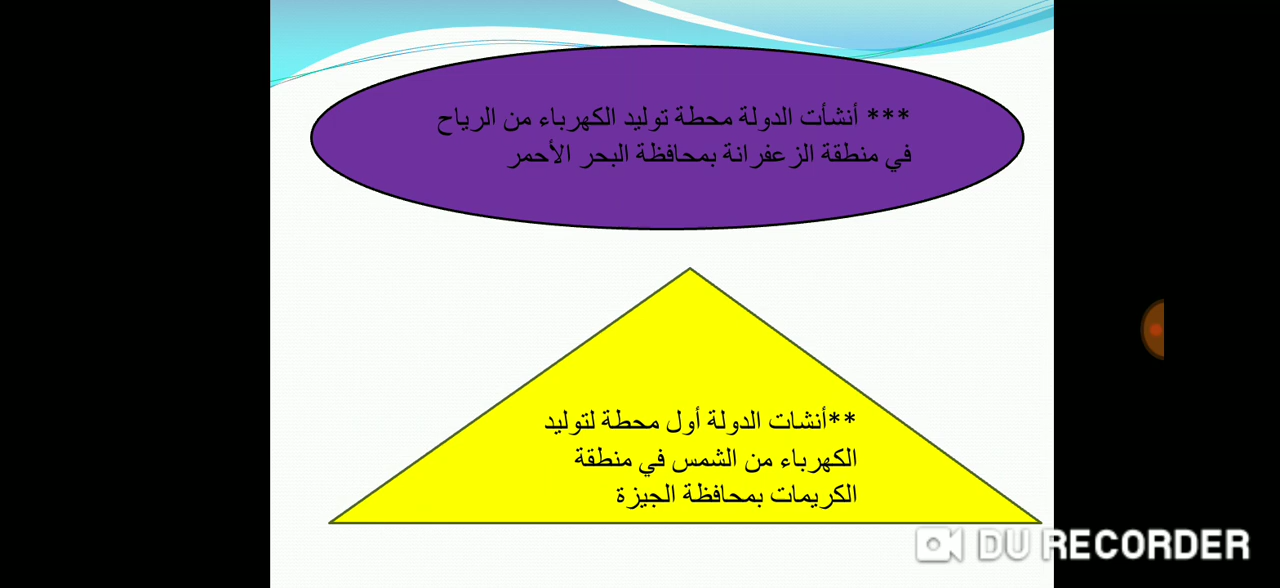 *** أنشأت الدولة محطة توليد الكهرباء من الرياح
في منطقة الزعفرانة بمحافظة البحر الأحمر
**أنشات الدولة أول محطة لتوليد
الكهرباء من الشمس في منطقة
الكريمات بمحافظة الجيزة
DU RECORDER